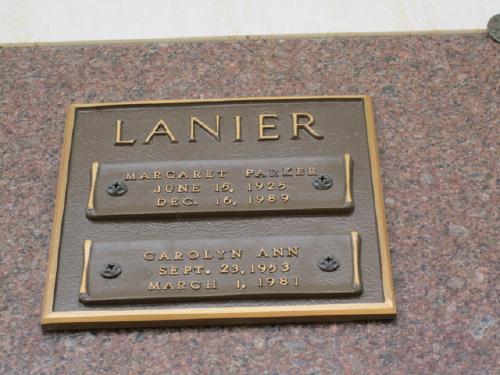 LANIER
MARGARET PARKER
JUNE 15, 1925
DEC. 16, 1989
CAROLYN ANN
SEPT. 23, 1953
MARCH 1, 1981